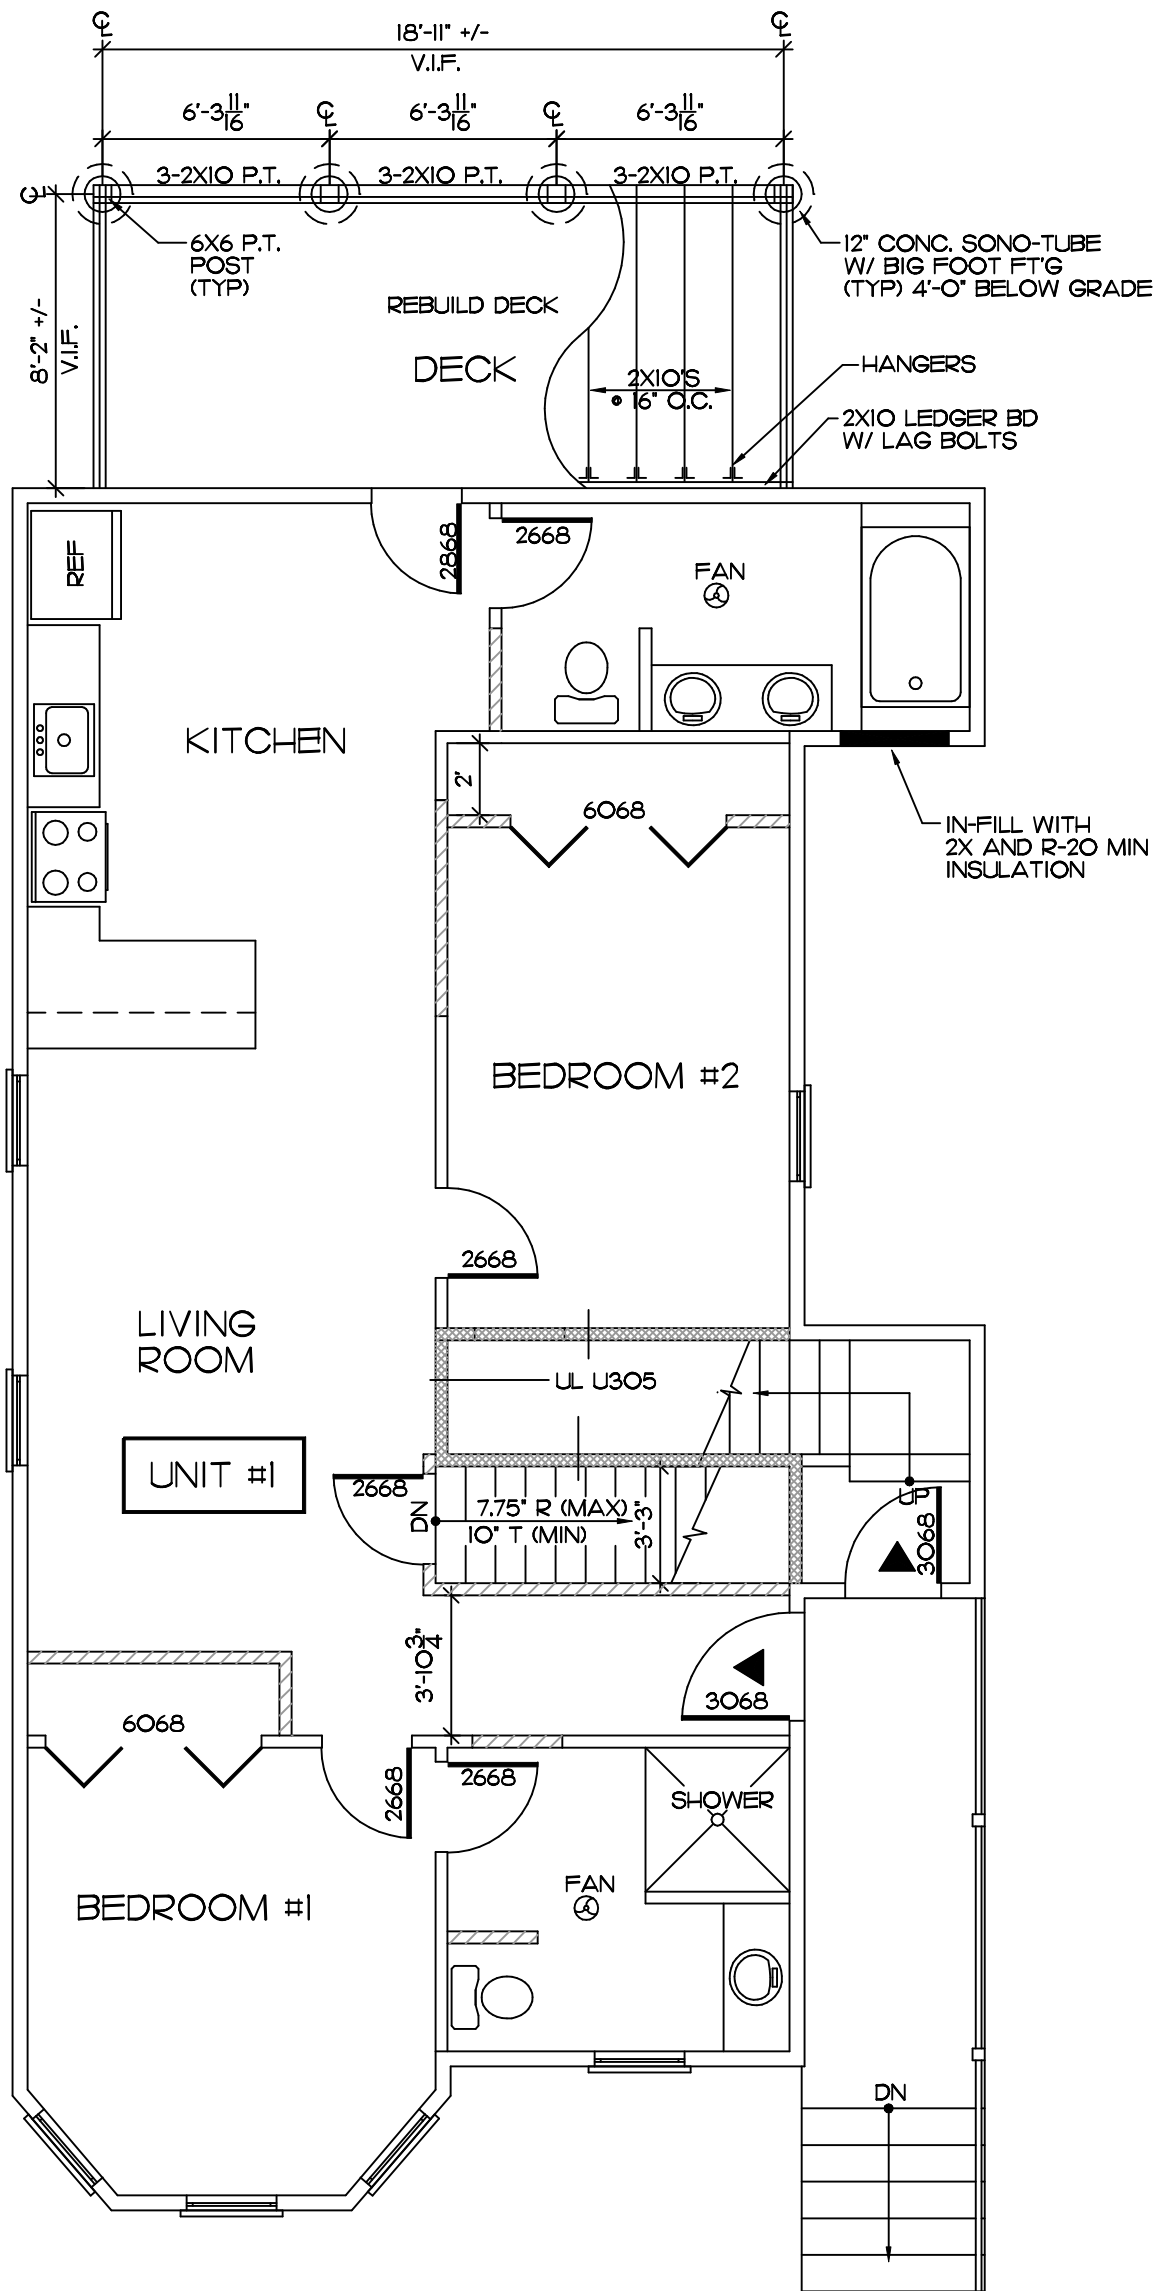 18'-11" +/-
V.I.F.
6'-3 11/16"
6'-3 11/16"
6'-3 11/16"
3-2X10 P.T.
3-2X10 P.T.
3-2X10 P.T.
8'-2" +/-
V.I.F.
6X6 P.T.
POST
(TYP)
12" CONC. SONO-TUBE
W/ BIG FOOT FT'G
(TYP) 4'-0" BELOW GRADE
REBUILD DECK
DECK
2X10'S
@ 16" O.C.
HANGERS
2X10 LEDGER BD
W/ LAG BOLTS
REF
2868
2668
FAN
KITCHEN
2'
6068
IN-FILL WITH
2X AND R-20 MIN
INSULATION
BEDROOM #2
2668
LIVING
ROOM
UL U305
UNIT #1
2668
DN
7.75" R (MAX)
10" T (MIN)
3'-3"
UP
3068
3'-10 3/4
3068
6068
2668
2668
SHOWER
FAN
BEDROOM #1
DN